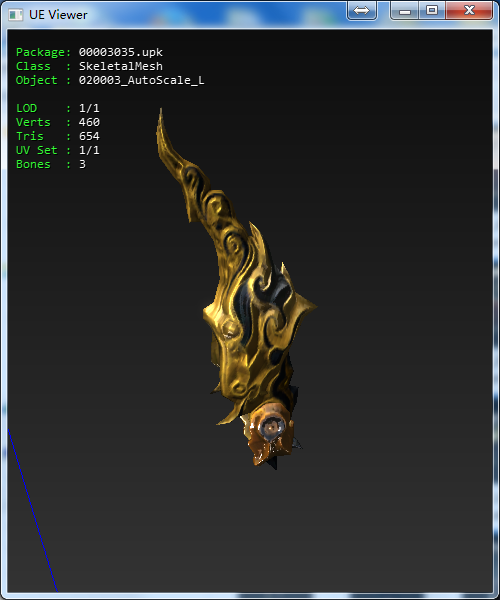 UE Viewer
Package: 00003035.upk
Class  : SkeletalMesh
Object : 020003_AutoScale_L
LOD    : 1/1
Verts  : 460
Tris   : 654
UV Set : 1/1
Bones  : 3